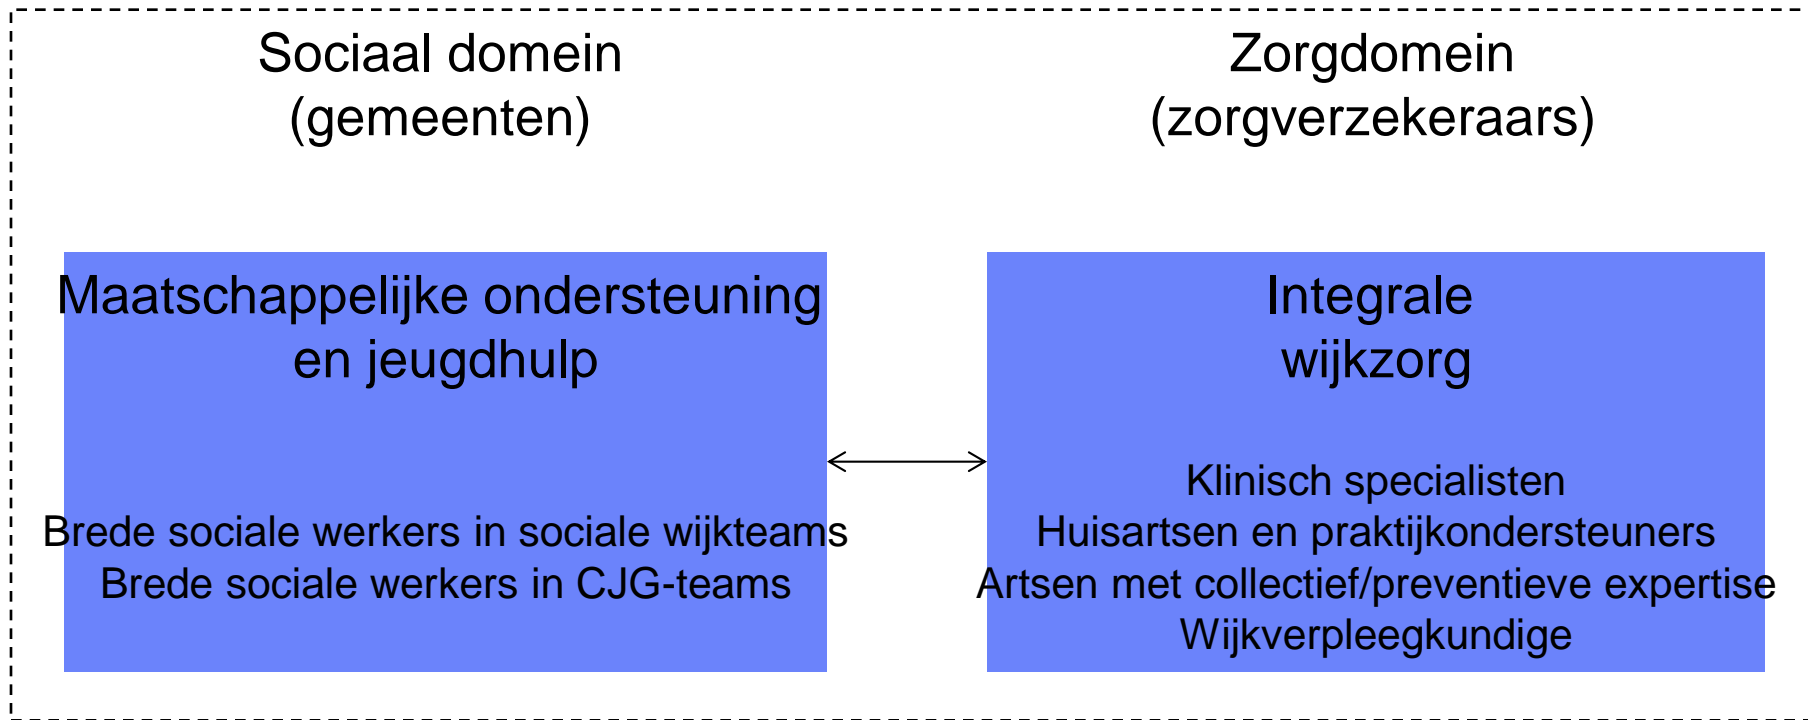 Sociaal domein
(gemeenten)
Zorgdomein
(zorgverzekeraars)
Maatschappelijke ondersteuning
en jeugdhulp
Brede sociale werkers in sociale wijkteams
Brede sociale werkers in CJG-teams
Integrale
wijkzorg
Klinisch specialisten
Huisartsen en praktijkondersteuners
Artsen met collectief/preventieve expertise
Wijkverpleegkundige